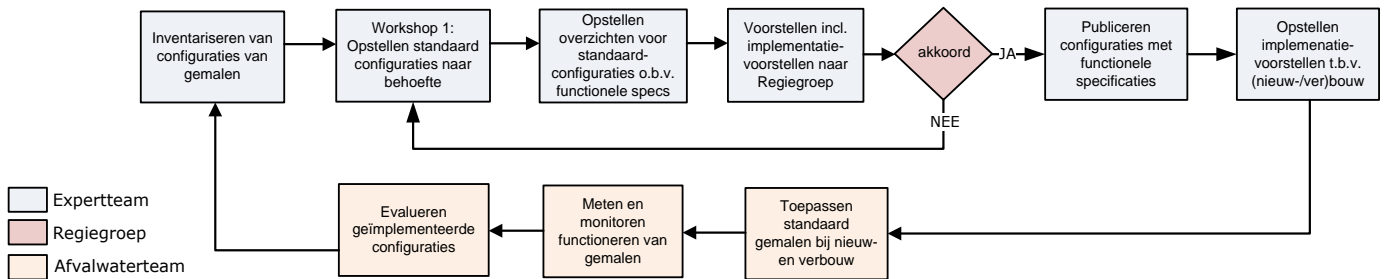 Inventariseren van
configuraties van
gemalen
Workshop 1:
Opstellen standaard
configuraties naar
behoefte
Opstellen
overzichten voor
standaard-
configuraties o.b.v.
functionele specs
Voorstellen incl.
implementatie-
voorstellen naar
Regiegroep
akkoord
JA
NEE
Publiceren
configuraties met
functionele
specificaties
Opstellen
implemenatie-
voorstellen t.b.v.
(nieuw-/ver)bouw
Toepassen
standaard
gemalen bij nieuw-
en verbouw
Meten en
monitoren
functioneren van
gemalen
Evalueren
geïmplementeerde
configuraties
Expertteam
Regiegroep
Afvalwaterteam